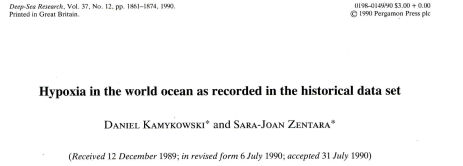 Deep-Sea Research, Vol. 37, No. 12, pp. 1861–1874, 1990.
Printed in Great Britain.
0198–0149/90 $3.00 + 0.00
© 1990 Pergamon Press plc
Hypoxia in the world ocean as recorded in the historical data set
DANIEL KAMYKOWSKI* and SARA-JOAN ZENTARA*
(Received 12 December 1989; in revised form 6 July 1990; accepted 31 July 1990)